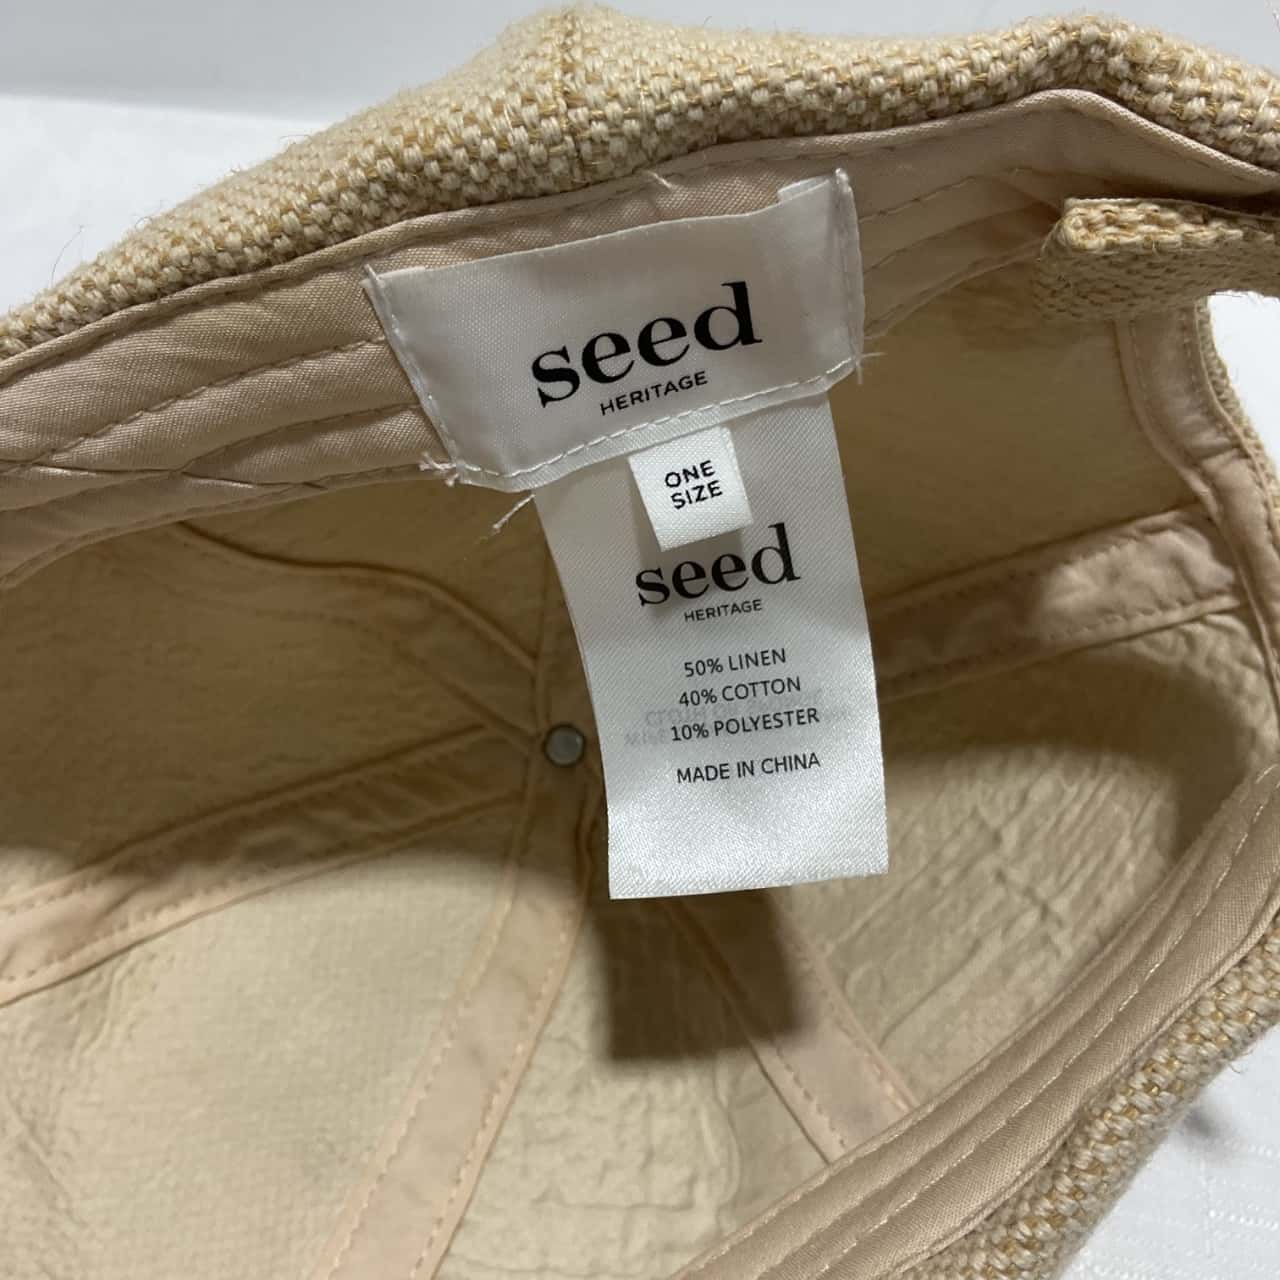 seed
HERITAGE
ONE
SIZE
seed
HERITAGE
50% LINEN
40% COTTON
10% POLYESTER
MADE IN CHINA